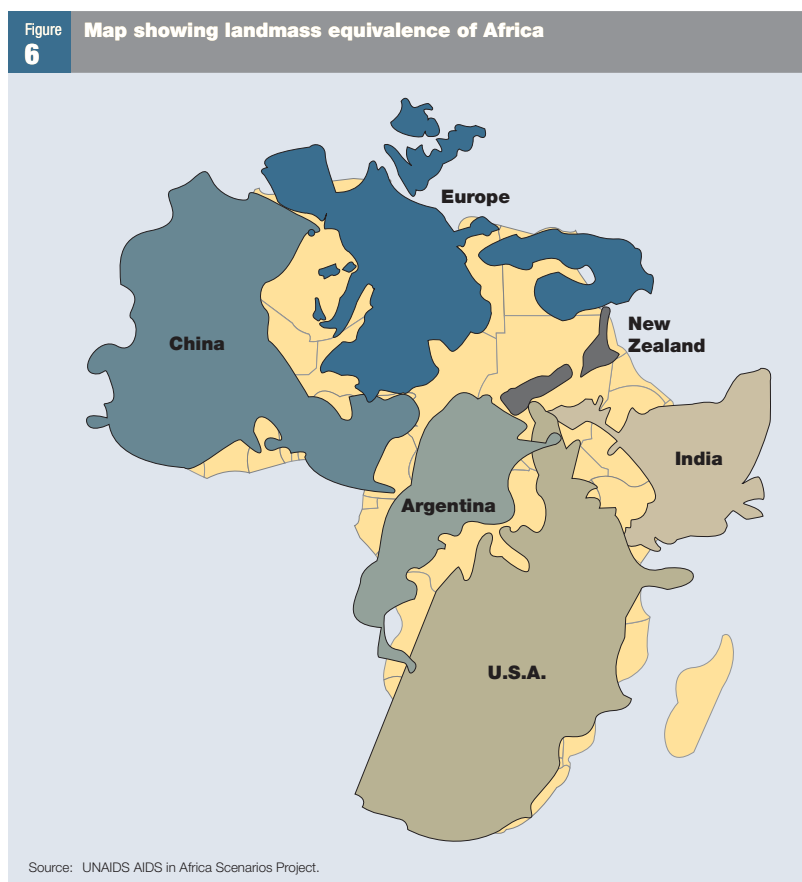 Figure
6
Map showing landmass equivalence of Africa
Europe
China
New
Zealand
India
Argentina
U.S.A.
Source: UNAIDS AIDS in Africa Scenarios Project.